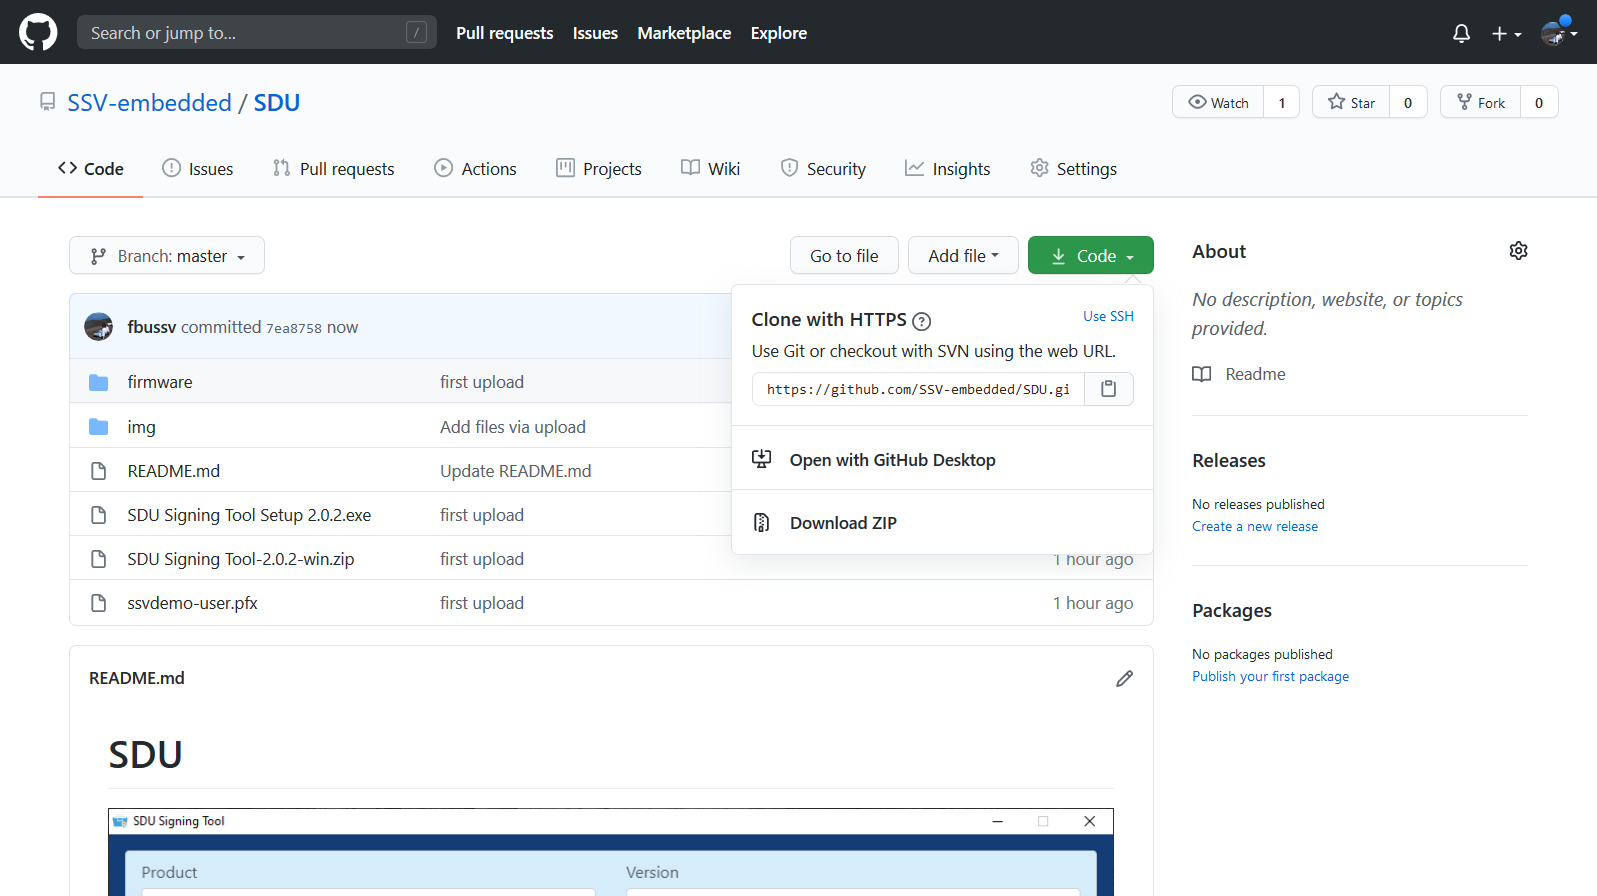 Search or jump to... /
Pull requests Issues Marketplace Explore
SSV-embedded / SDU
Watch 1 Star 0 Fork 0
Code Issues Pull requests Actions Projects Wiki Security Insights Settings
Branch: master
Go to file Add file Code
fbussv committed 7ea8758 now
firmware first upload
img Add files via upload
README.md Update README.md
SDU Signing Tool Setup 2.0.2.exe first upload
SDU Signing Tool-2.0.2-win.zip first upload 1 hour ago
ssvdemo-user.pfx first upload 1 hour ago
Clone with HTTPS ? Use SSH
Use Git or checkout with SVN using the web URL.
https://github.com/SSV-embedded/SDU.gi
Open with GitHub Desktop
Download ZIP
About
No description, website, or topics
provided.
Readme
Releases
No releases published
Create a new release
Packages
No packages published
Publish your first package
README.md
SDU
SDU Signing Tool
Product Version